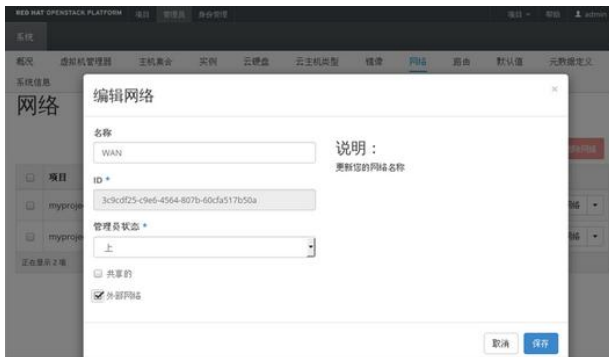 RED HAT OPENSTACK PLATFORM 项目 管理员 身份管理 项目 帮助 admin
系统
概况 虚拟机管理器 主机集合 实例 云硬盘 云主机类型 镜像 网络 路由 默认值 元数据定义
系统信息
网络
编辑网络 ×
名称
WAN
说明：
更新您的网络名称
ID *
3c9cdf25-c9e6-4564-807b-60cfa517b50a
管理员状态 *
上
共享的
外部网络
项目
myproje
myproje
正在显示 2 项
取消 保存